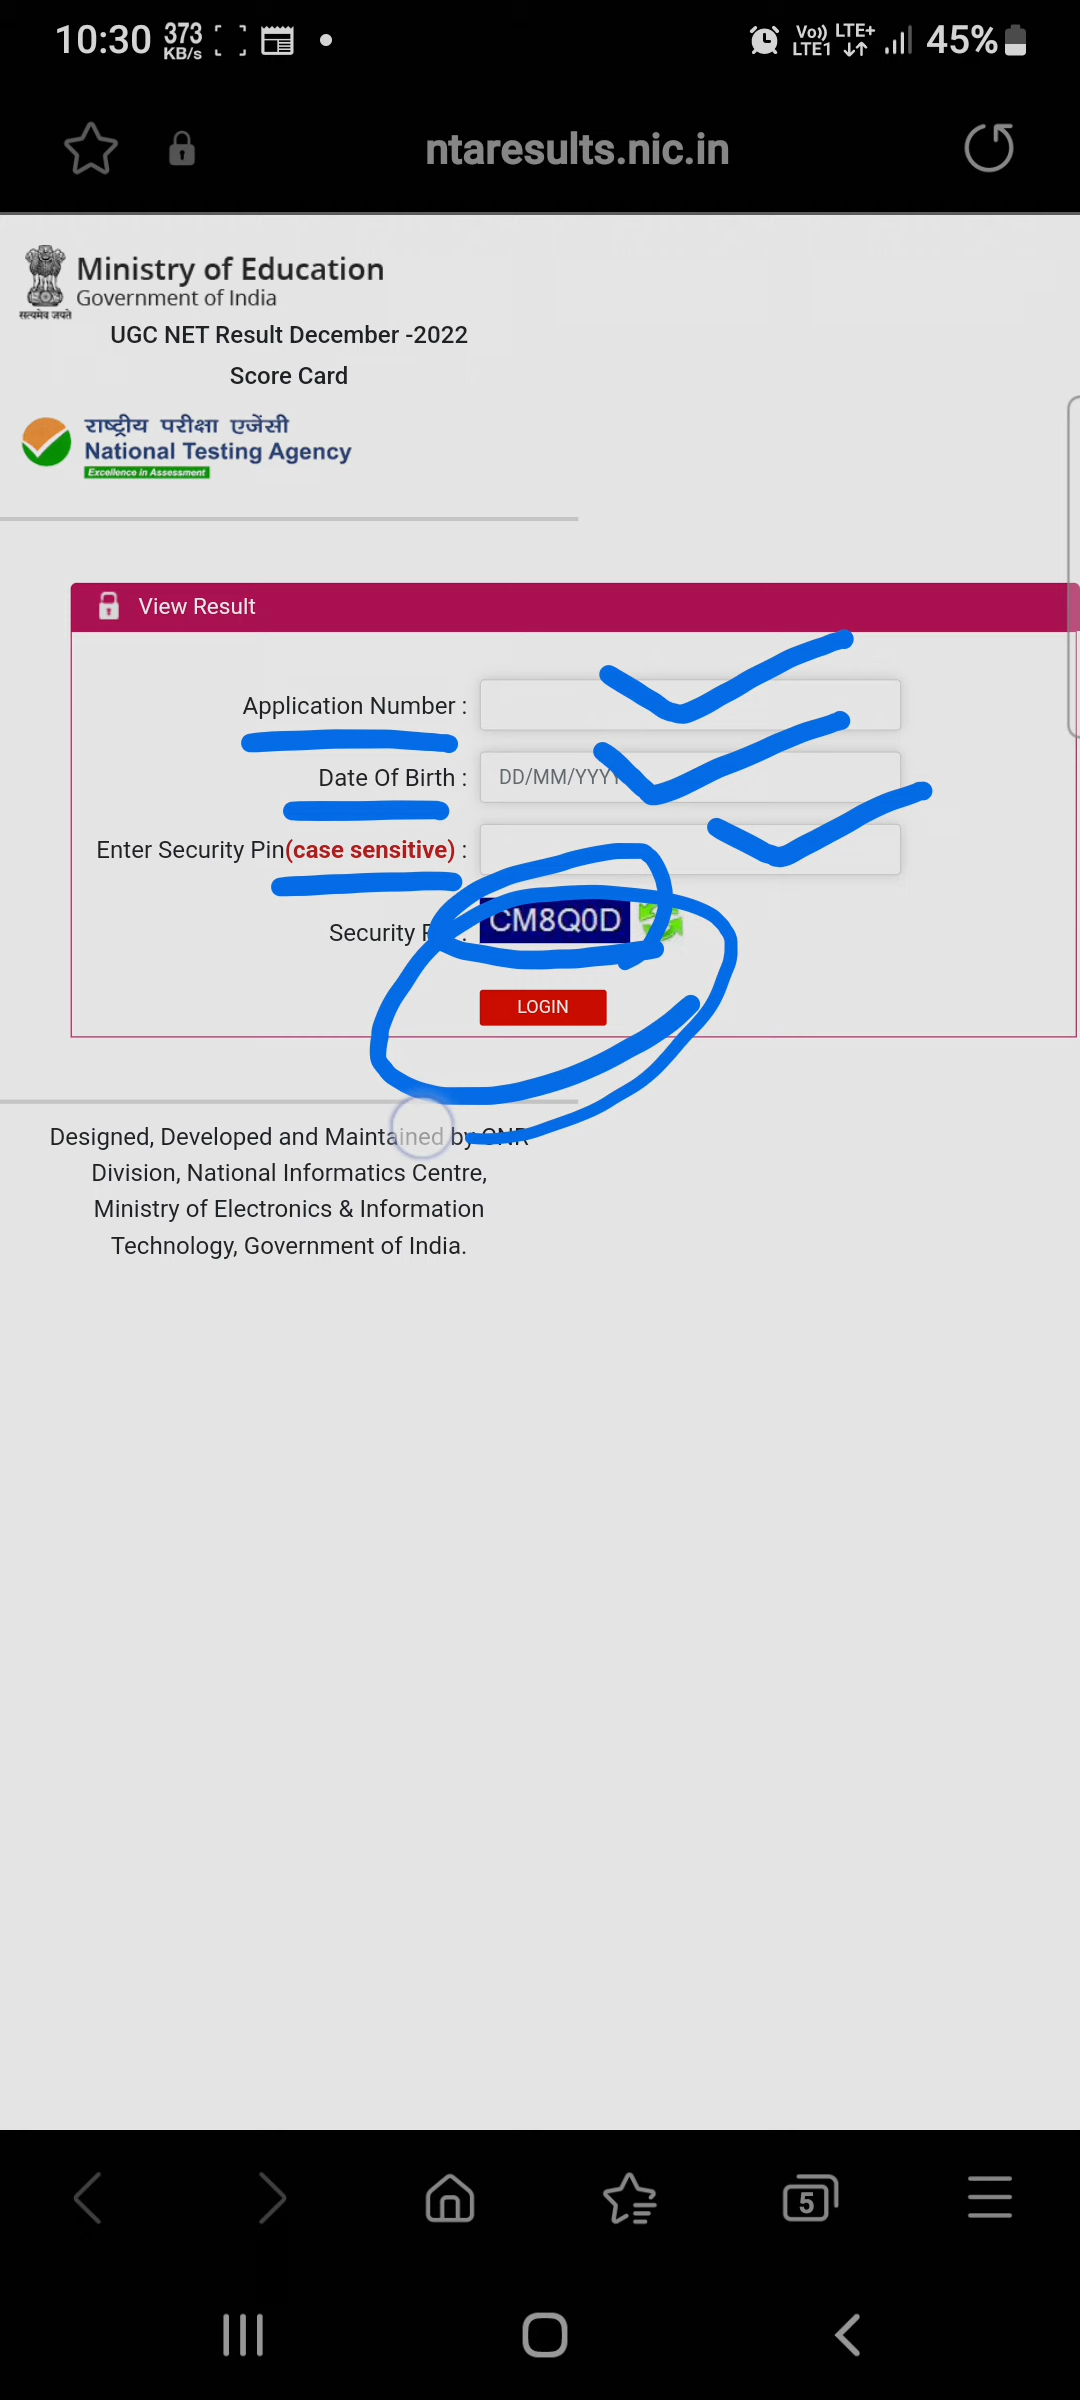 10:30 373 KB/s Vo)) LTE1 LTE+ 45%
ntaresults.nic.in
Ministry of Education
Government of India
सत्यमेव जयते
UGC NET Result December -2022
Score Card
राष्ट्रीय परीक्षा एजेंसी
National Testing Agency
Excellence in Assessment
View Result
Application Number :
Date Of Birth : DD/MM/YYYY
Enter Security Pin(case sensitive) :
Security : CM8Q0D
LOGIN
Designed, Developed and Maintained by
Division, National Informatics Centre,
Ministry of Electronics & Information
Technology, Government of India.
5